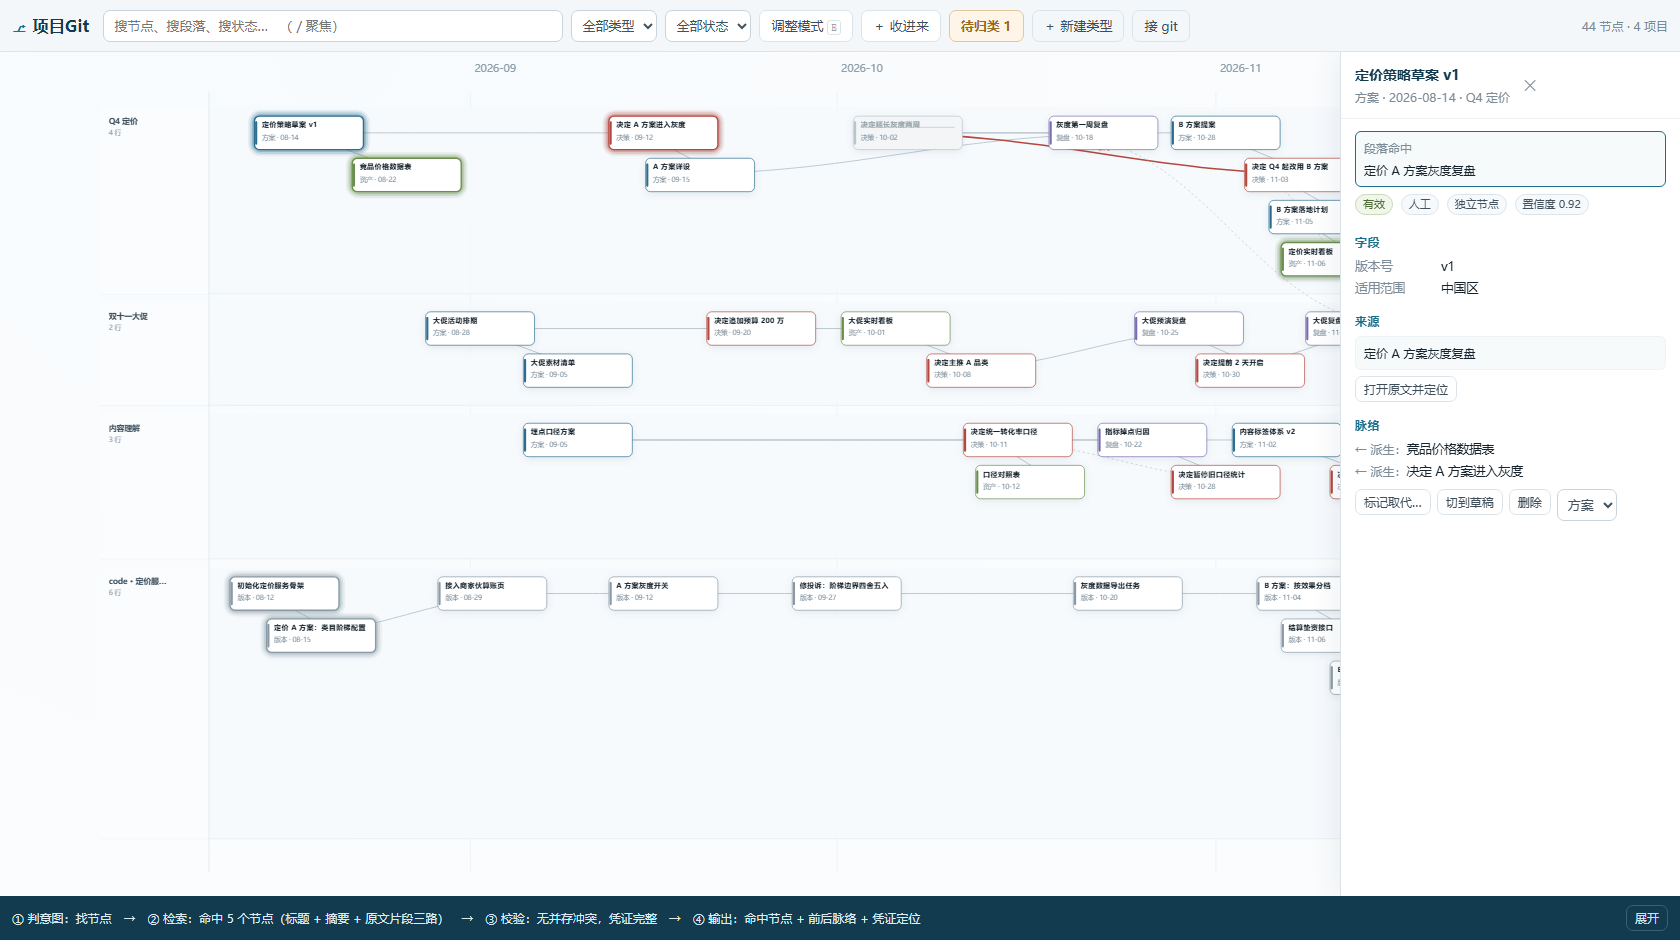 项目Git
搜节点、搜段落、搜状态… （ / 聚焦）
全部类型
全部状态
调整模式 E
+ 收进来
待归类 1
+ 新建类型
接 git
44 节点 · 4 项目
2026-09
2026-10
2026-11
Q4 定价
4 行
定价策略草案 v1
方案 · 08-14
竞品价格数据表
资产 · 08-22
决定 A 方案进入灰度
决策 · 09-12
A 方案详设
方案 · 09-15
决定延长灰度两周
决策 · 10-02
灰度第一周复盘
复盘 · 10-18
B 方案提案
方案 · 10-28
决定 Q4 起改用 B 方案
决策 · 11-03
B 方案落地计划
方案 · 11-05
定价实时看板
资产 · 11-06
双十一大促
2 行
大促活动排期
方案 · 08-28
大促素材清单
方案 · 09-05
决定追加预算 200 万
决策 · 09-20
大促实时看板
资产 · 10-01
决定主推 A 品类
决策 · 10-08
大促预演复盘
复盘 · 10-25
决定提前 2 天开启
决策 · 10-30
大促复盘
复盘 · 11-
内容理解
3 行
埋点口径方案
方案 · 09-05
决定统一转化率口径
决策 · 10-11
口径对照表
资产 · 10-12
指标掉点归因
复盘 · 10-22
决定暂停旧口径统计
决策 · 10-28
内容标签体系 v2
方案 · 11-02
code · 定价服…
6 行
初始化定价服务骨架
版本 · 08-12
定价 A 方案：类目阶梯配置
版本 · 08-15
接入商家伙算账页
版本 · 08-29
A 方案灰度开关
版本 · 09-12
修投诉：阶梯边界四舍五入
版本 · 09-27
灰度数据导出任务
版本 · 10-20
B 方案：按效果分档
版本 · 11-04
结算垫资接口
版本 · 11-06
定价策略草案 v1
方案 · 2026-08-14 · Q4 定价
段落命中
定价 A 方案灰度复盘
有效
人工
独立节点
置信度 0.92
字段
版本号 v1
适用范围 中国区
来源
定价 A 方案灰度复盘
打开原文并定位
脉络
← 派生：竞品价格数据表
← 派生：决定 A 方案进入灰度
标记取代…
切到草稿
删除
方案
① 判意图：找节点 → ② 检索：命中 5 个节点（标题 + 摘要 + 原文片段三路） → ③ 校验：无并存冲突，凭证完整 → ④ 输出：命中节点 + 前后脉络 + 凭证定位
展开